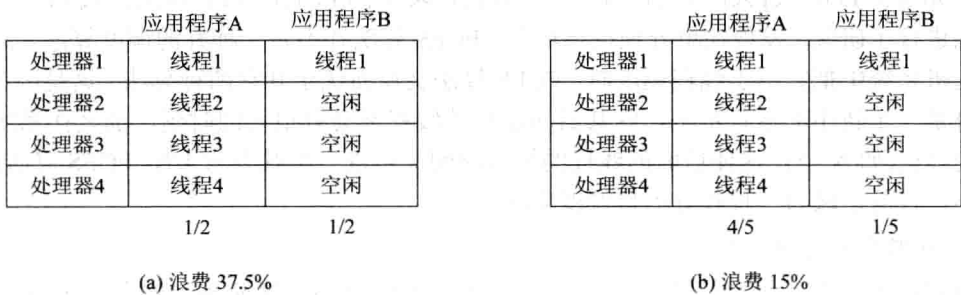 应用程序A 应用程序B
处理器1 线程1 线程1
处理器2 线程2 空闲
处理器3 线程3 空闲
处理器4 线程4 空闲
1/2 1/2
(a) 浪费 37.5%
应用程序A 应用程序B
处理器1 线程1 线程1
处理器2 线程2 空闲
处理器3 线程3 空闲
处理器4 线程4 空闲
4/5 1/5
(b) 浪费 15%